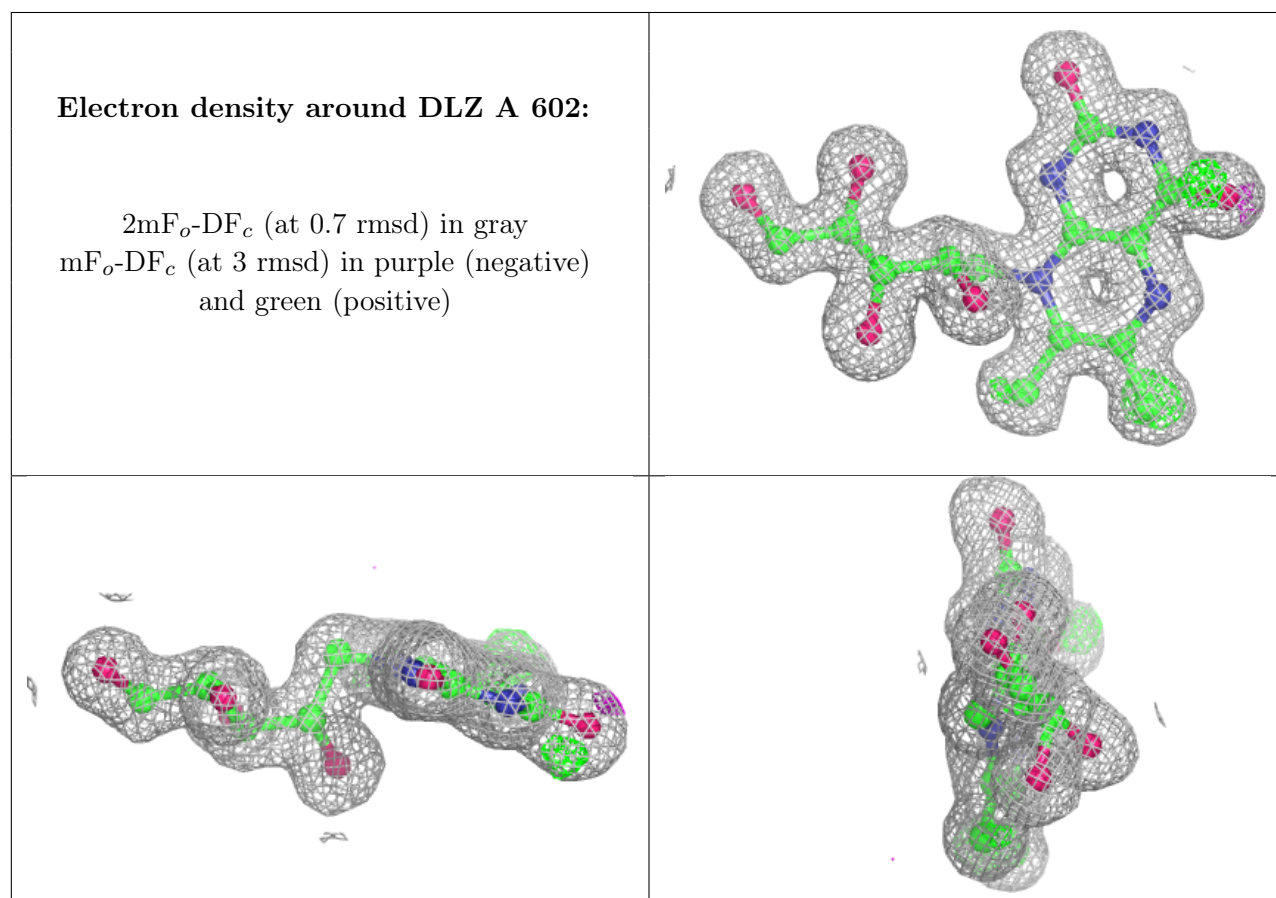 Electron density around DLZ A 602:
2mFo-DFc (at 0.7 rmsd) in gray
mFo-DFc (at 3 rmsd) in purple (negative)
and green (positive)